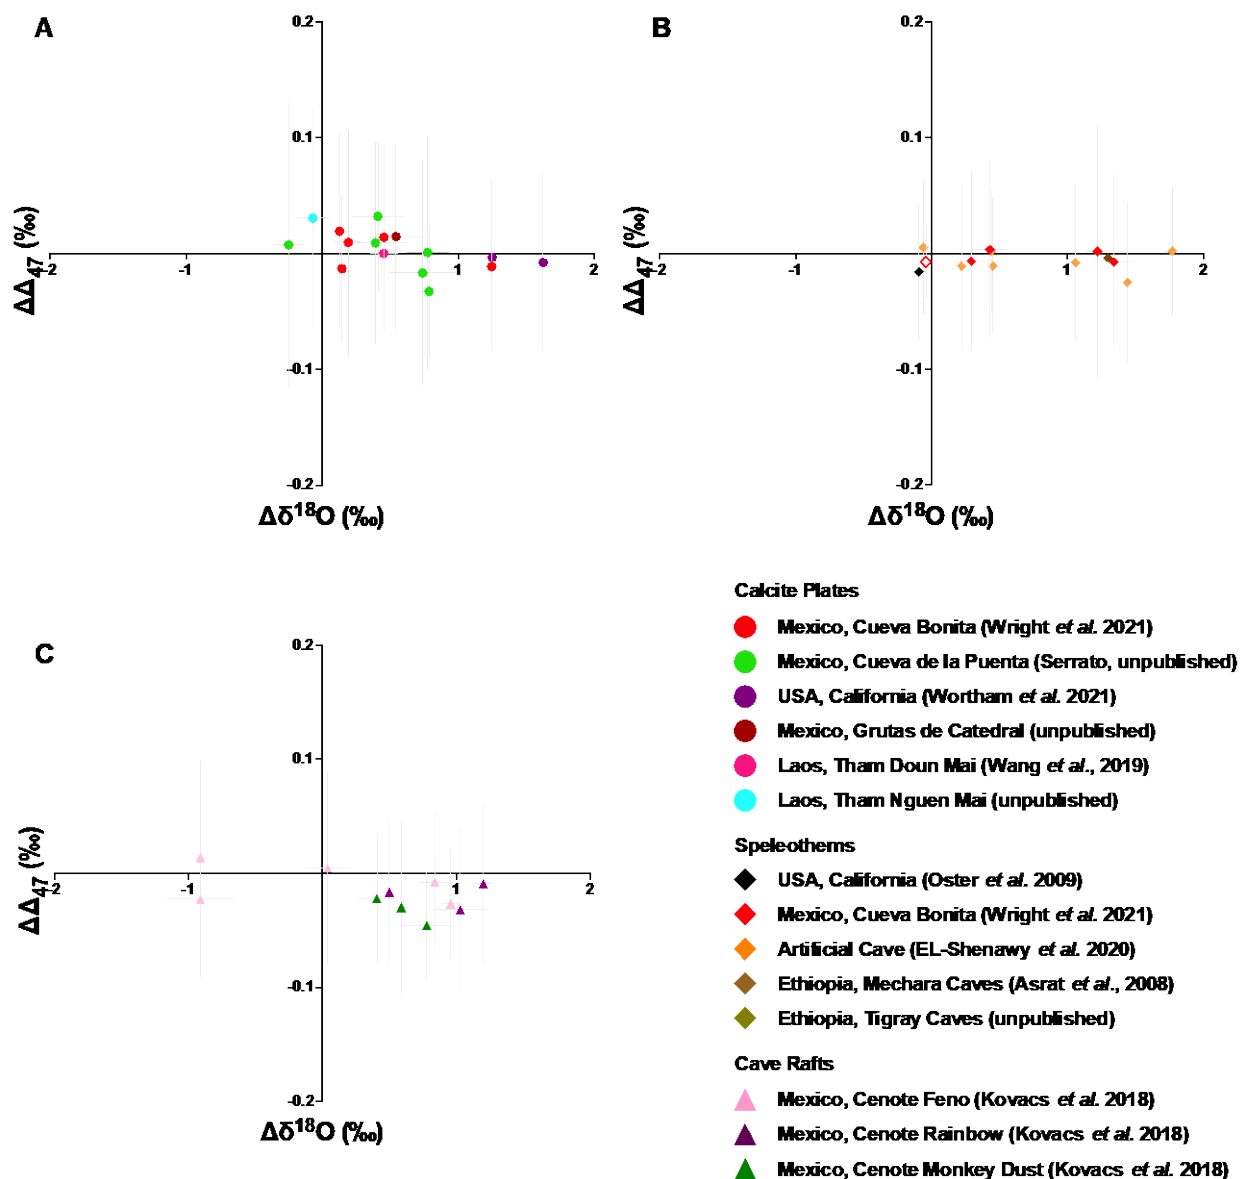 A
0.2
0.1
-2
-1
1
2
-0.1
-0.2
ΔΔ47 (‰)
Δδ18O (‰)
B
0.2
0.1
-2
-1
1
2
-0.1
-0.2
ΔΔ47 (‰)
Δδ18O (‰)
C
0.2
0.1
-2
-1
1
2
-0.1
-0.2
ΔΔ47 (‰)
Δδ18O (‰)
Calcite Plates
Mexico, Cueva Bonita (Wright et al. 2021)
Mexico, Cueva de la Puenta (Serrato, unpublished)
USA, California (Wortham et al. 2021)
Mexico, Grutas de Catedral (unpublished)
Laos, Tham Doun Mai (Wang et al., 2019)
Laos, Tham Nguen Mai (unpublished)
Speleothems
USA, California (Oster et al. 2009)
Mexico, Cueva Bonita (Wright et al. 2021)
Artificial Cave (EL-Shenawy et al. 2020)
Ethiopia, Mechara Caves (Asrat et al., 2008)
Ethiopia, Tigray Caves (unpublished)
Cave Rafts
Mexico, Cenote Feno (Kovacs et al. 2018)
Mexico, Cenote Rainbow (Kovacs et al. 2018)
Mexico, Cenote Monkey Dust (Kovacs et al. 2018)